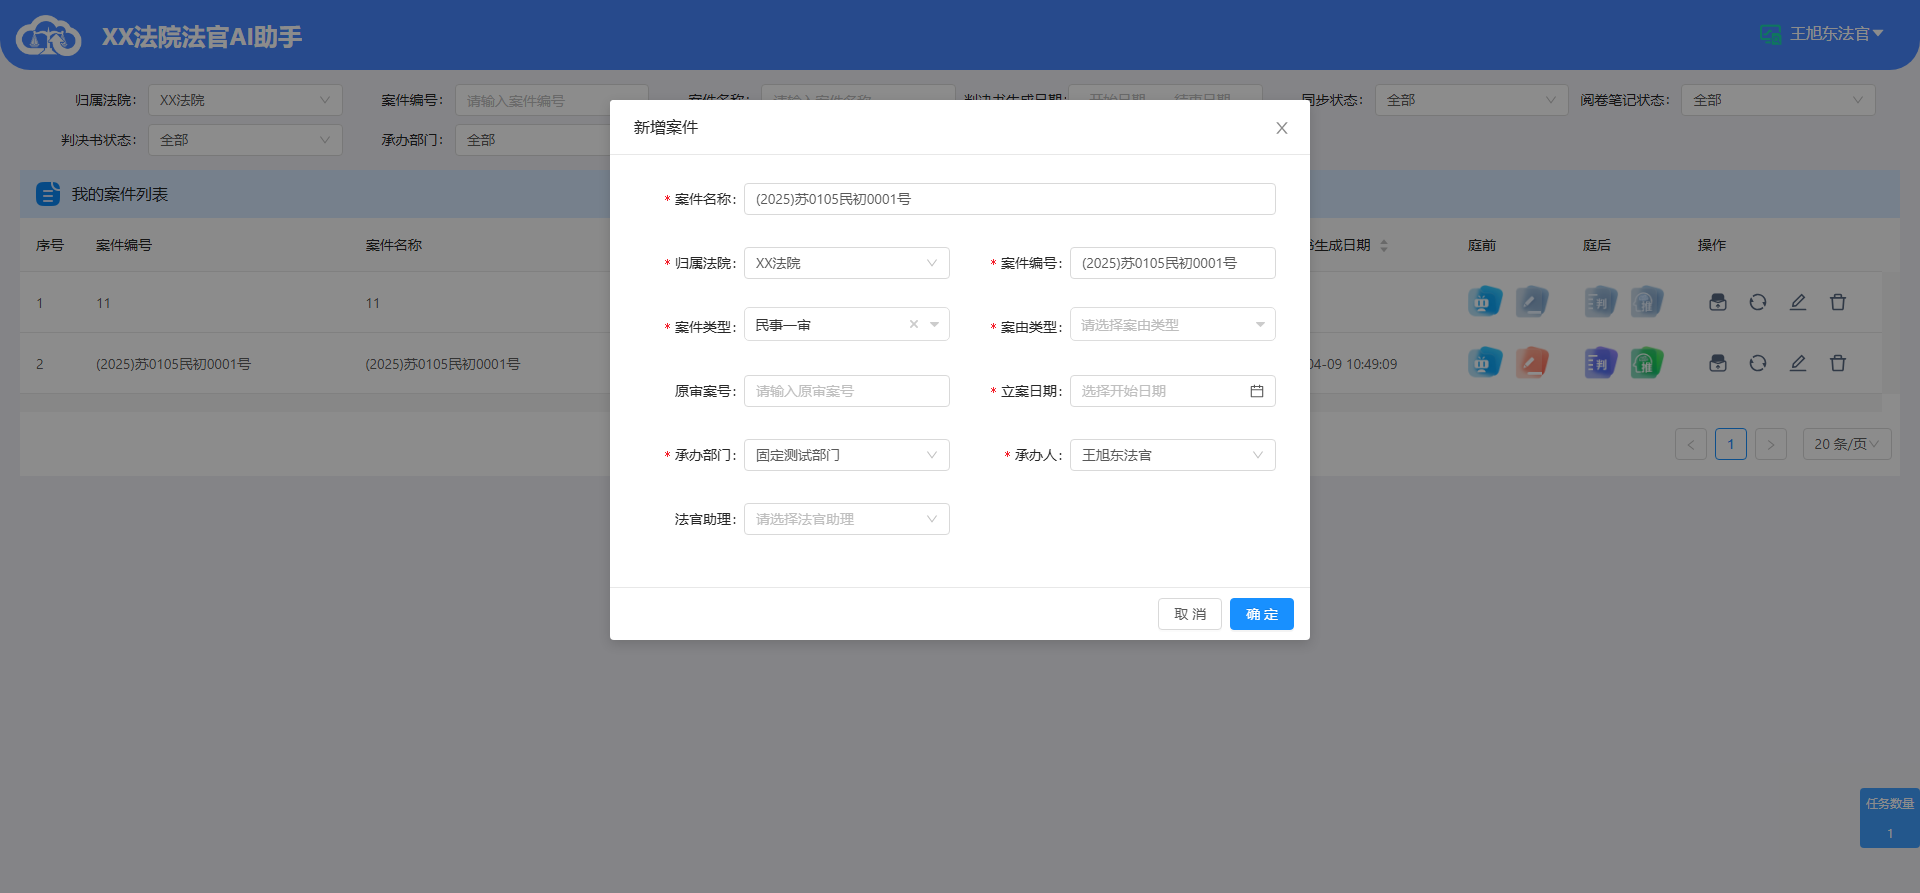 XX法院法官AI助手
王旭东法官
归属法院: XX法院 案件编号: 请输入案件编号 案件名称: 请输入案件名称 判决书生成日期: 开始日期 结束日期 同步状态: 全部 阅卷笔记状态: 全部
判决书状态: 全部 承办部门: 全部
我的案件列表
序号 案件编号 案件名称 生成日期 庭前 庭后 操作
1 11 11
判 推
2 (2025)苏0105民初0001号 (2025)苏0105民初0001号 04-09 10:49:09
判 推
1 20 条/页
新增案件
* 案件名称: (2025)苏0105民初0001号
* 归属法院: XX法院 * 案件编号: (2025)苏0105民初0001号
* 案件类型: 民事一审 * 案由类型: 请选择案由类型
原审案号: 请输入原审案号 * 立案日期: 选择开始日期
* 承办部门: 固定测试部门 * 承办人: 王旭东法官
法官助理: 请选择法官助理
取 消 确 定
任务数量
1